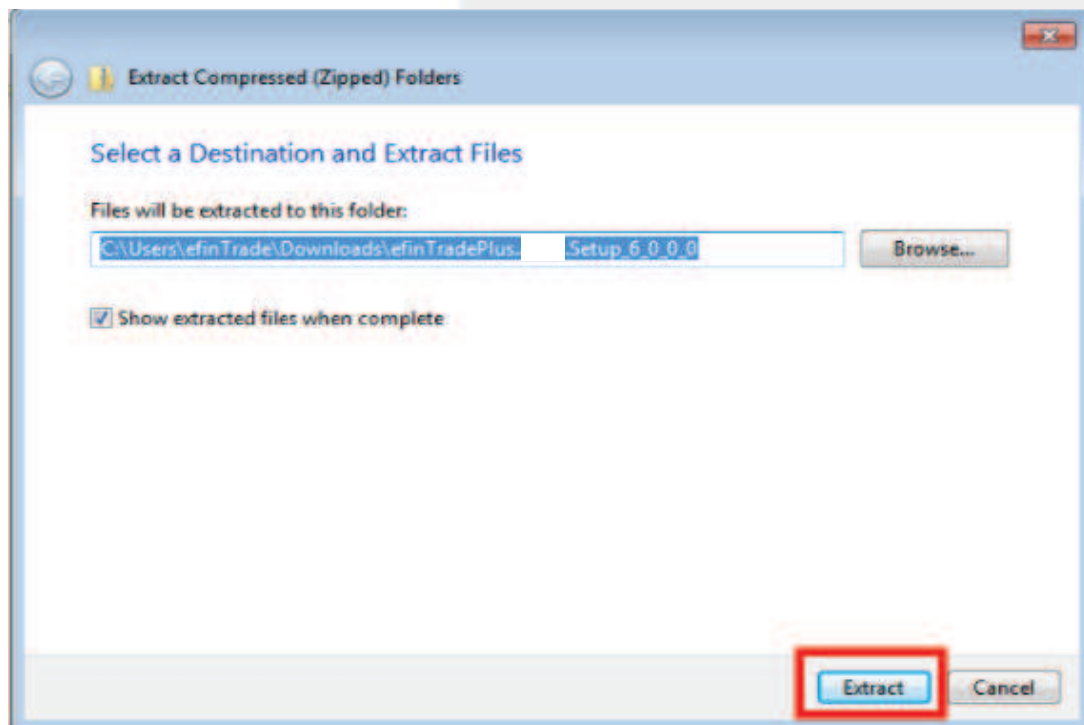 Extract Compressed (Zipped) Folders
Select a Destination and Extract Files
Files will be extracted to this folder:
C:\Users\efinTrade\Downloads\efinTradePlus. .Setup_6_0_0_0 Browse...
Show extracted files when complete
Extract Cancel